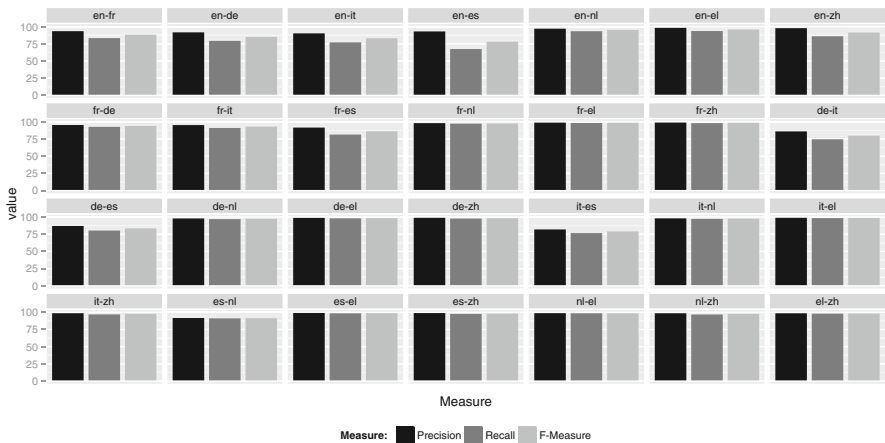 en-fr en-de en-it en-es en-nl en-el en-zh
100
75
50
25
0
fr-de fr-it fr-es fr-nl fr-el fr-zh de-it
100
75
50
25
0
value
de-es de-nl de-el de-zh it-es it-nl it-el
100
75
50
25
0
it-zh es-nl es-el es-zh nl-el nl-zh el-zh
100
75
50
25
0
Measure
Measure: Precision Recall F-Measure